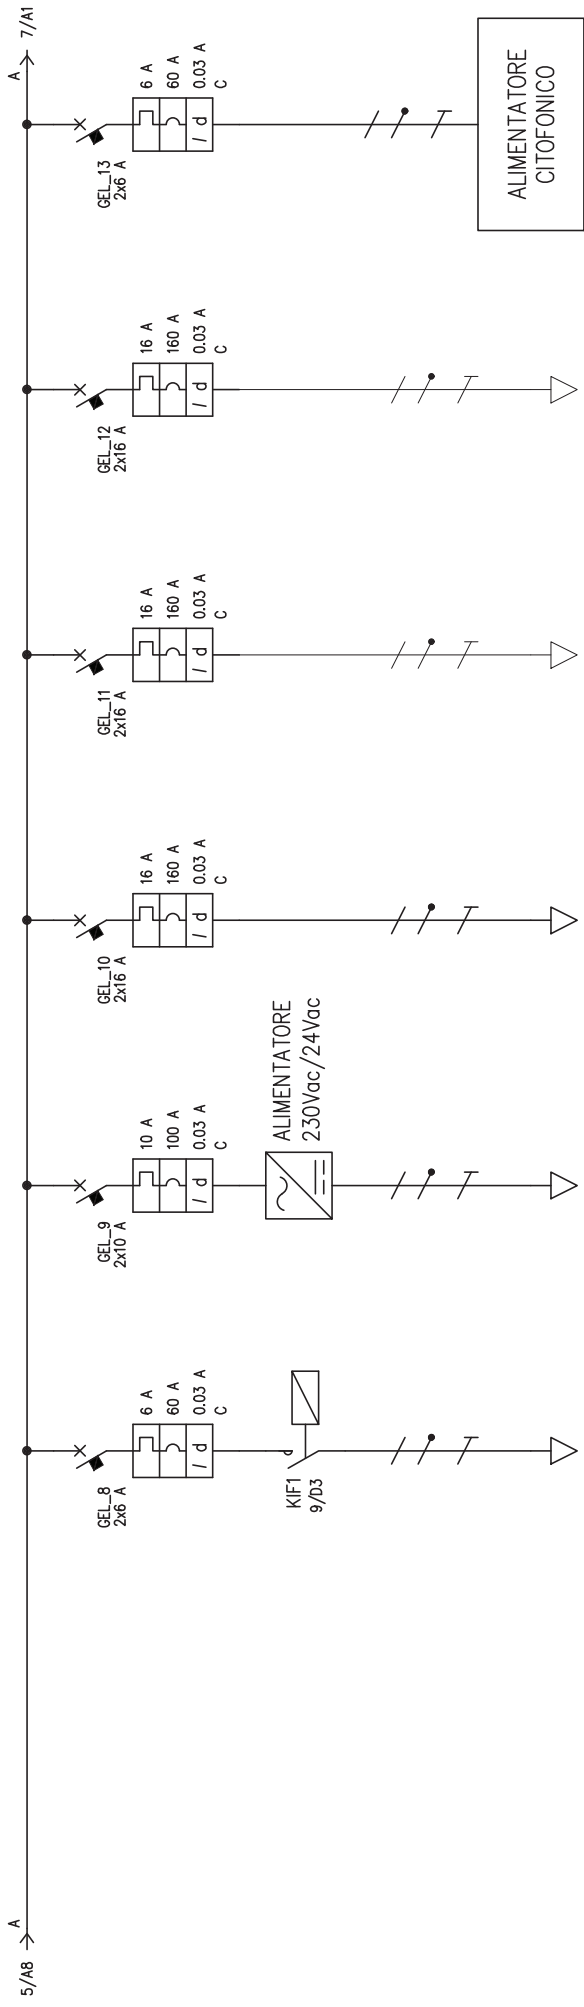 5/A8
A
GEL_8
2x6 A
6 A
60 A
0.03 A
C
I d
KIF1
9/D3
GEL_9
2x10 A
10 A
100 A
0.03 A
C
I d
ALIMENTATORE
230Vac/24Vac
GEL_10
2x16 A
16 A
160 A
0.03 A
C
I d
GEL_11
2x16 A
16 A
160 A
0.03 A
C
I d
GEL_12
2x16 A
16 A
160 A
0.03 A
C
I d
GEL_13
2x6 A
6 A
60 A
0.03 A
C
I d
ALIMENTATORE
CITOFONICO
A
7/A1